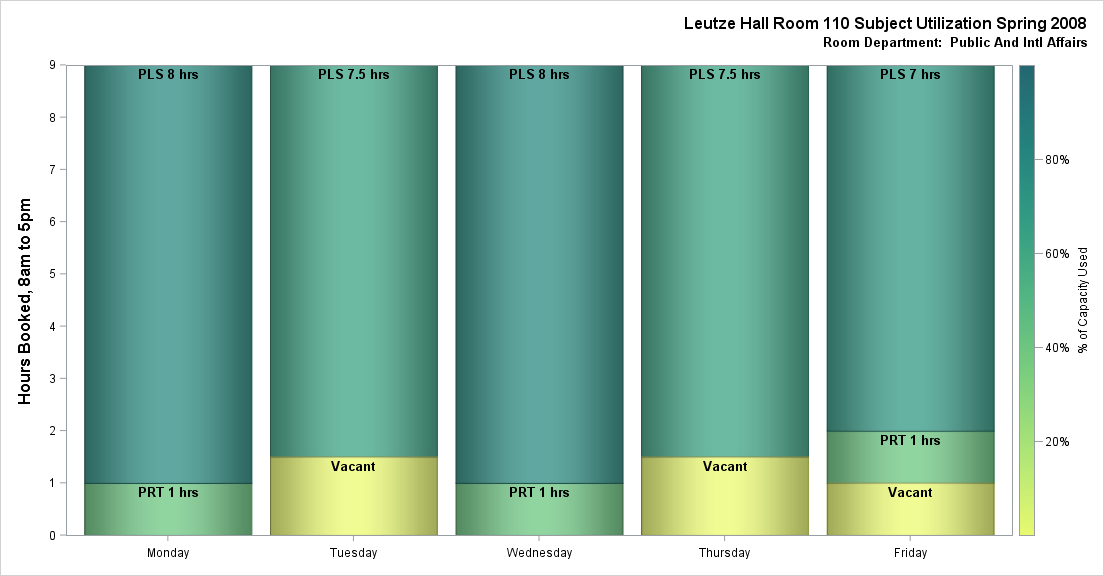 Leutze Hall Room 110 Subject Utilization Spring 2008
Room Department: Public And Intl Affairs
Hours Booked, 8am to 5pm
9
8
7
6
5
4
3
2
1
0
PLS 8 hrs
PRT 1 hrs
PLS 7.5 hrs
Vacant
PLS 8 hrs
PRT 1 hrs
PLS 7.5 hrs
Vacant
PLS 7 hrs
PRT 1 hrs
Vacant
Monday
Tuesday
Wednesday
Thursday
Friday
80%
60%
40%
20%
% of Capacity Used